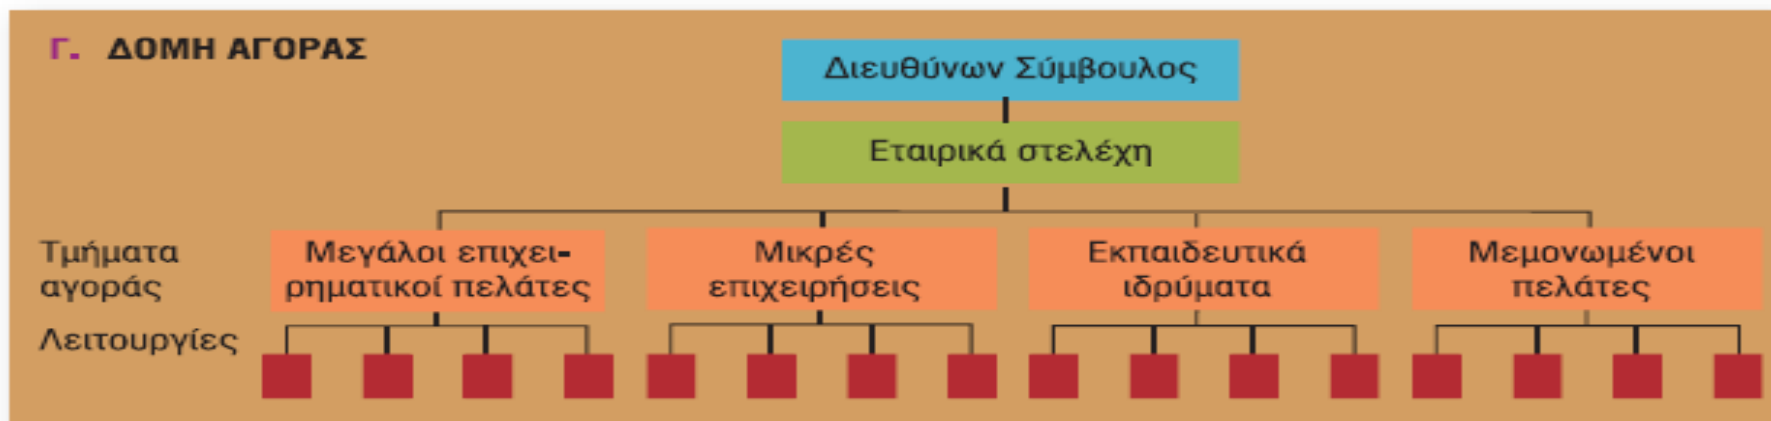 Γ. ΔΟΜΗ ΑΓΟΡΑΣ
Διευθύνων Σύμβουλος
Εταιρικά στελέχη
Τμήματα
αγοράς
Μεγάλοι επιχει-
ρηματικοί πελάτες
Μικρές
επιχειρήσεις
Εκπαιδευτικά
ιδρύματα
Μεμονωμένοι
πελάτες
Λειτουργίες